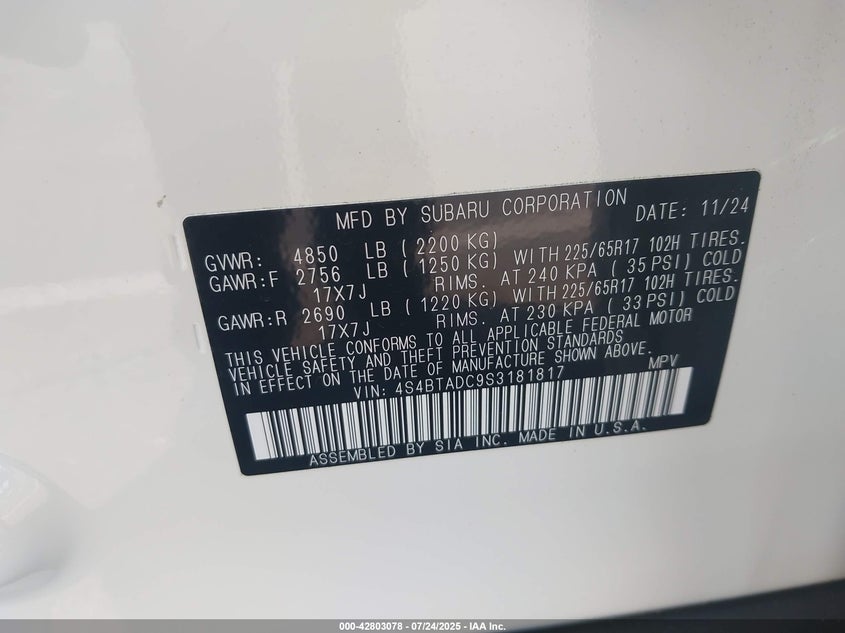 MFD BY SUBARU CORPORATION DATE: 11/24
GVWR: 4850 LB (2200 KG)
GAWR:F 2756 LB (1250 KG) WITH 225/65R17 102H TIRES.
17X7J RIMS. AT 240 KPA (35 PSI) COLD
GAWR:R 2690 LB (1220 KG) WITH 225/65R17 102H TIRES.
17X7J RIMS. AT 230 KPA (33 PSI) COLD
THIS VEHICLE CONFORMS TO ALL APPLICABLE FEDERAL MOTOR
VEHICLE SAFETY AND THEFT PREVENTION STANDARDS
IN EFFECT ON THE DATE OF MANUFACTURE SHOWN ABOVE.
VIN: 4S4BTADC9S3181817 MPV
ASSEMBLED BY SIA INC. MADE IN U.S.A.
000-42803078 - 07/24/2025 - IAA Inc.